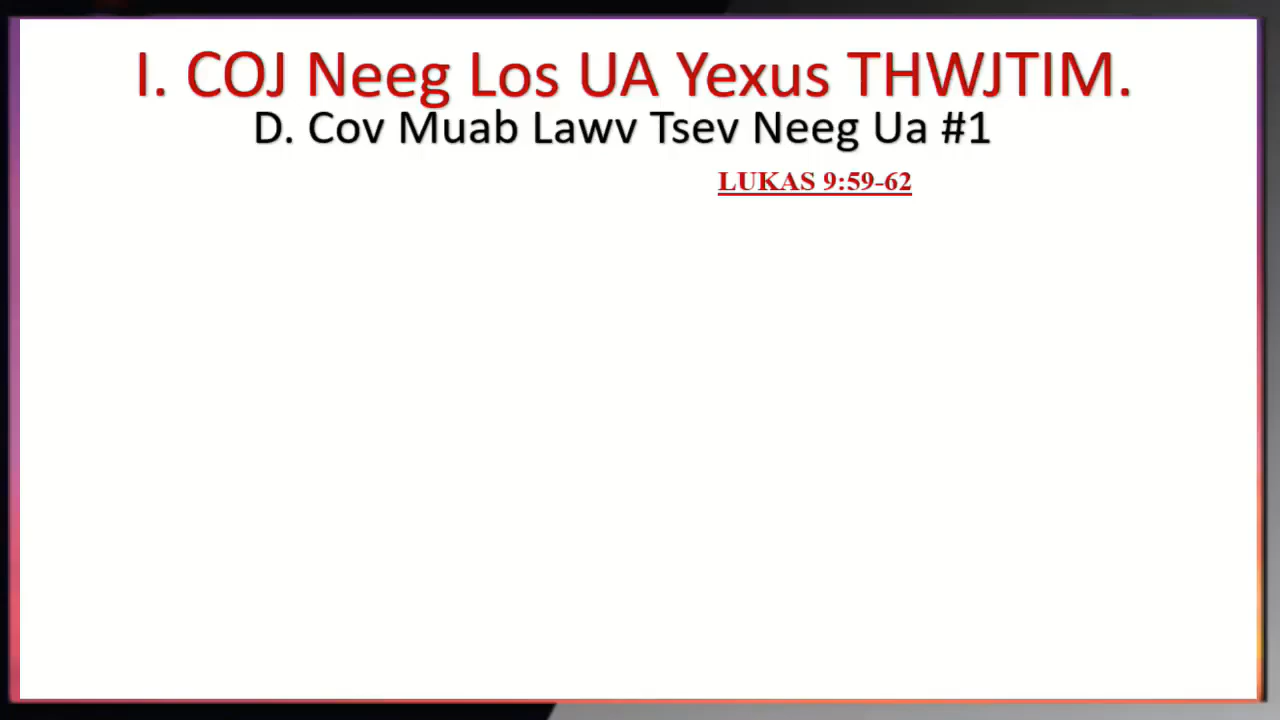 I. COJ Neeg Los UA Yexus THWJTIM.
D. Cov Muab Lawv Tsev Neeg Ua #1
LUKAS 9:59-62